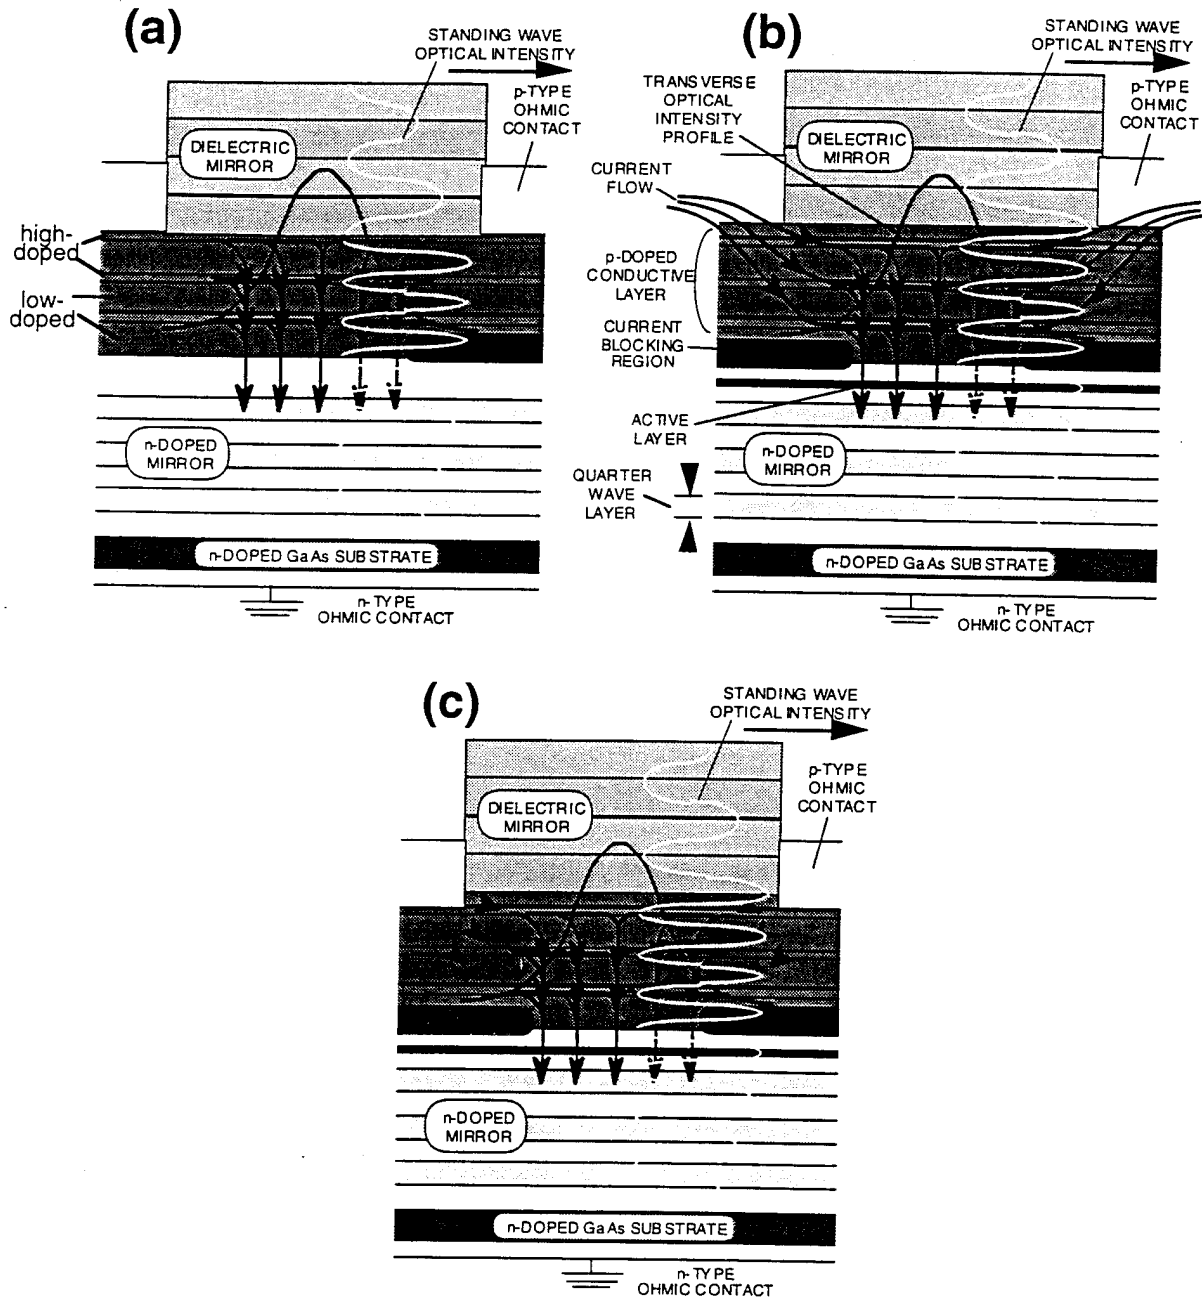 (a)
STANDING WAVE
OPTICAL INTENSITY
p-TYPE
OHMIC
CONTACT
DIELECTRIC
MIRROR
high-
doped
low-
doped
n-DOPED
MIRROR
n-DOPED GaAs SUBSTRATE
n-TYPE
OHMIC CONTACT
(b)
STANDING WAVE
OPTICAL INTENSITY
TRANSVERSE
OPTICAL
INTENSITY
PROFILE
p-TYPE
OHMIC
CONTACT
DIELECTRIC
MIRROR
CURRENT
FLOW
p-DOPED
CONDUCTIVE
LAYER
CURRENT
BLOCKING
REGION
ACTIVE
LAYER
n-DOPED
MIRROR
QUARTER
WAVE
LAYER
n-DOPED GaAs SUBSTRATE
n-TYPE
OHMIC CONTACT
(c)
STANDING WAVE
OPTICAL INTENSITY
p-TYPE
OHMIC
CONTACT
DIELECTRIC
MIRROR
n-DOPED
MIRROR
n-DOPED GaAs SUBSTRATE
n-TYPE
OHMIC CONTACT